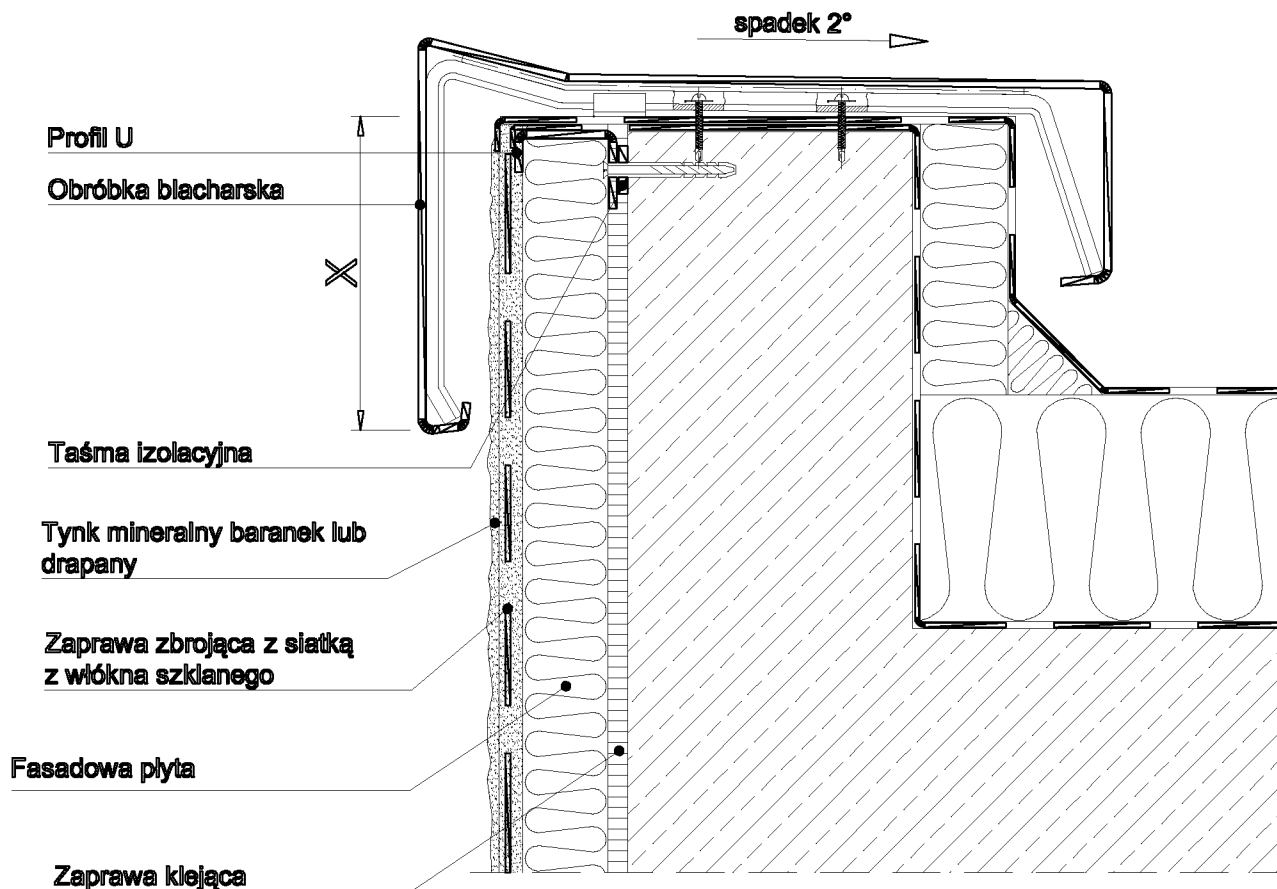 spadek 2°
Profil U
Obróbka blacharska
X
Taśma izolacyjna
Tynk mineralny baranek lub
drapany
Zaprawa zbrojąca z siatką
z włókna szklanego
Fasadowa płyta
Zaprawa klejąca